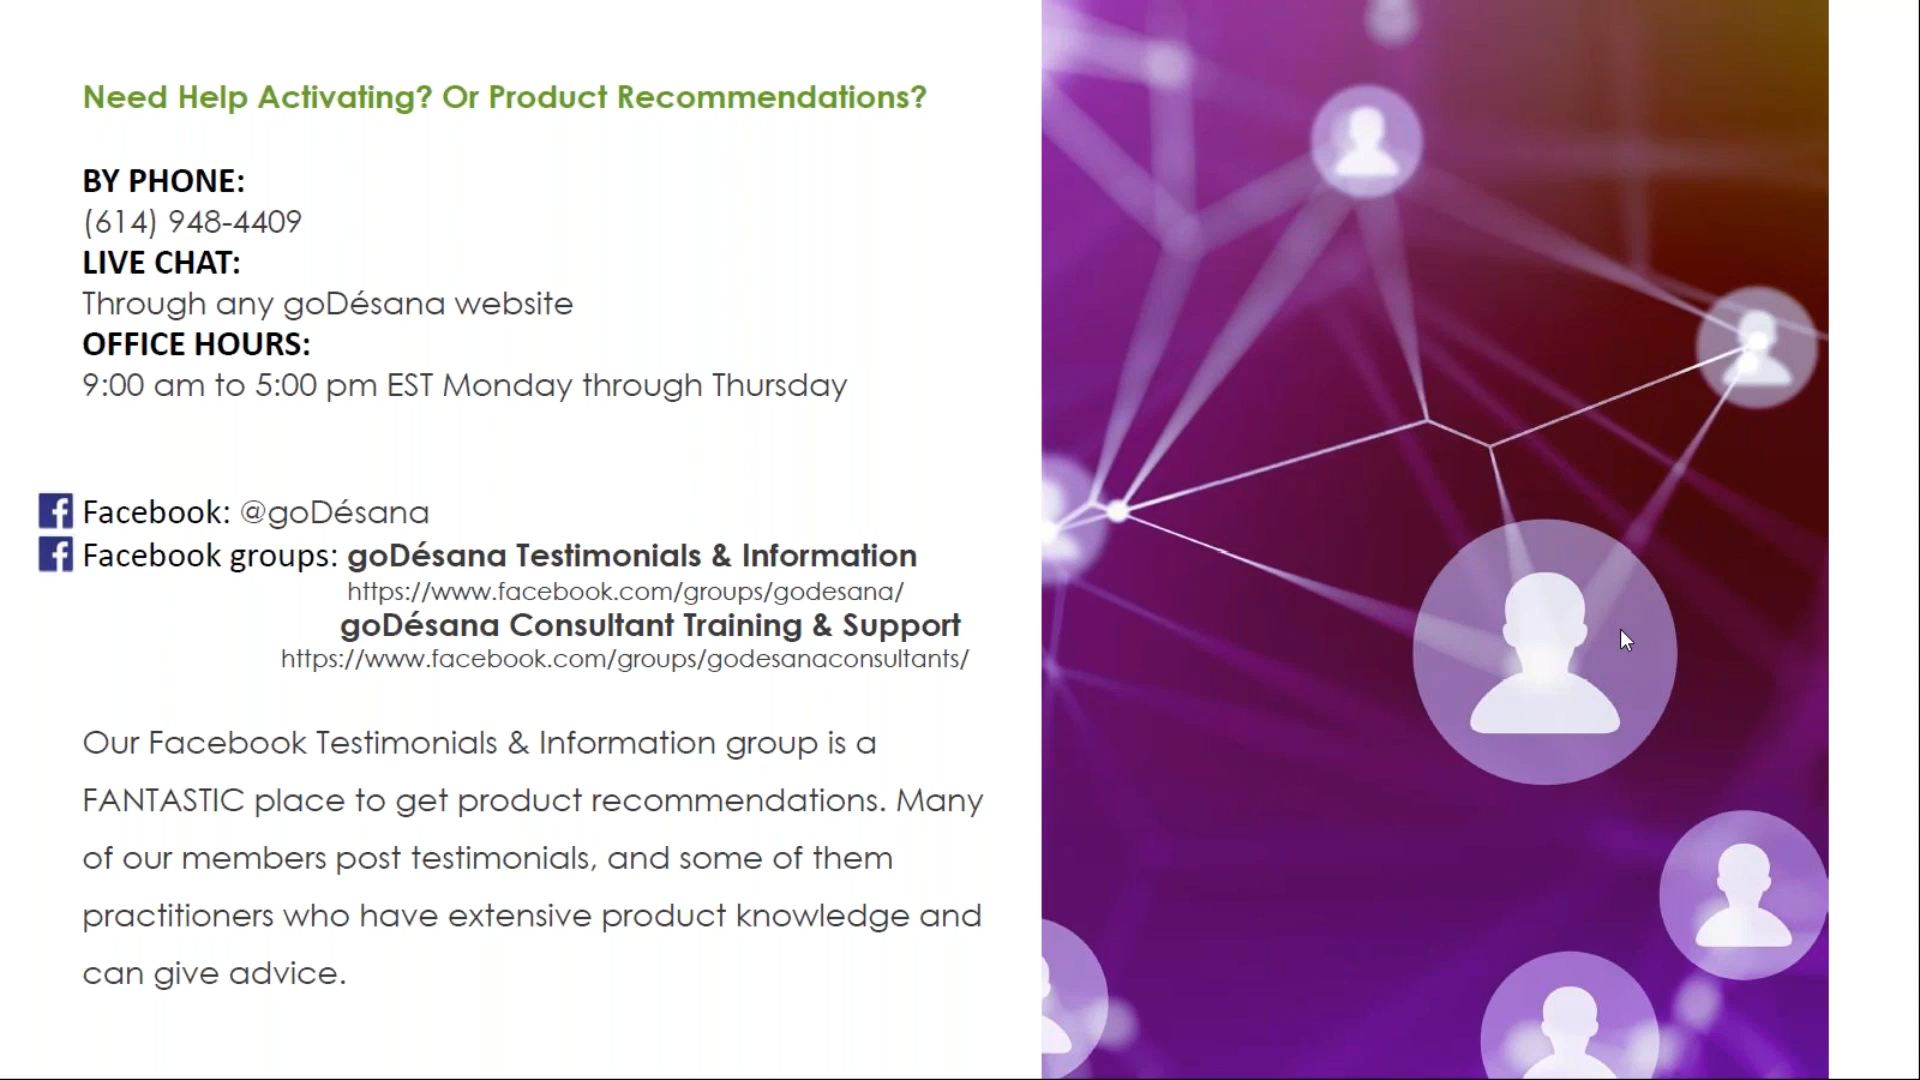 Need Help Activating? Or Product Recommendations?
BY PHONE:
(614) 948-4409
LIVE CHAT:
Through any goDésana website
OFFICE HOURS:
9:00 am to 5:00 pm EST Monday through Thursday
Facebook: @goDésana
Facebook groups: goDésana Testimonials & Information
https://www.facebook.com/groups/godesana/
goDésana Consultant Training & Support
https://www.facebook.com/groups/godesanaconsultants/
Our Facebook Testimonials & Information group is a
FANTASTIC place to get product recommendations. Many
of our members post testimonials, and some of them
practitioners who have extensive product knowledge and
can give advice.